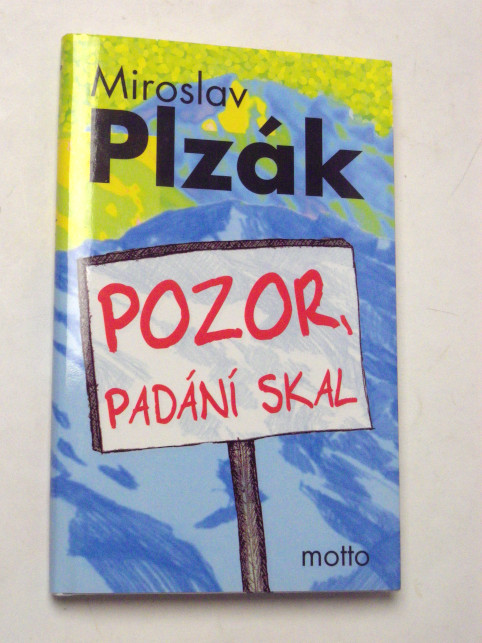 Miroslav
Plzák
POZOR,
PADÁNÍ SKAL
motto